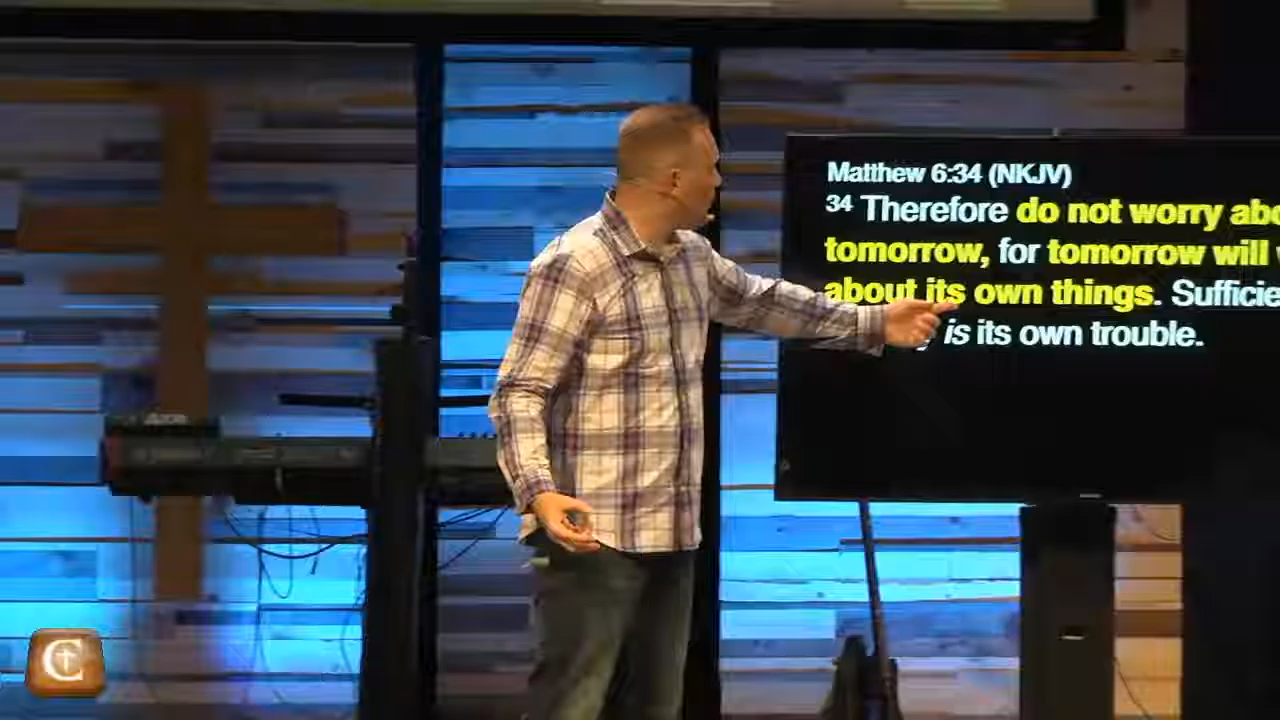 Matthew 6:34 (NKJV)
34 Therefore do not worry abo
tomorrow, for tomorrow will
about its own things. Sufficie
is its own trouble.
C